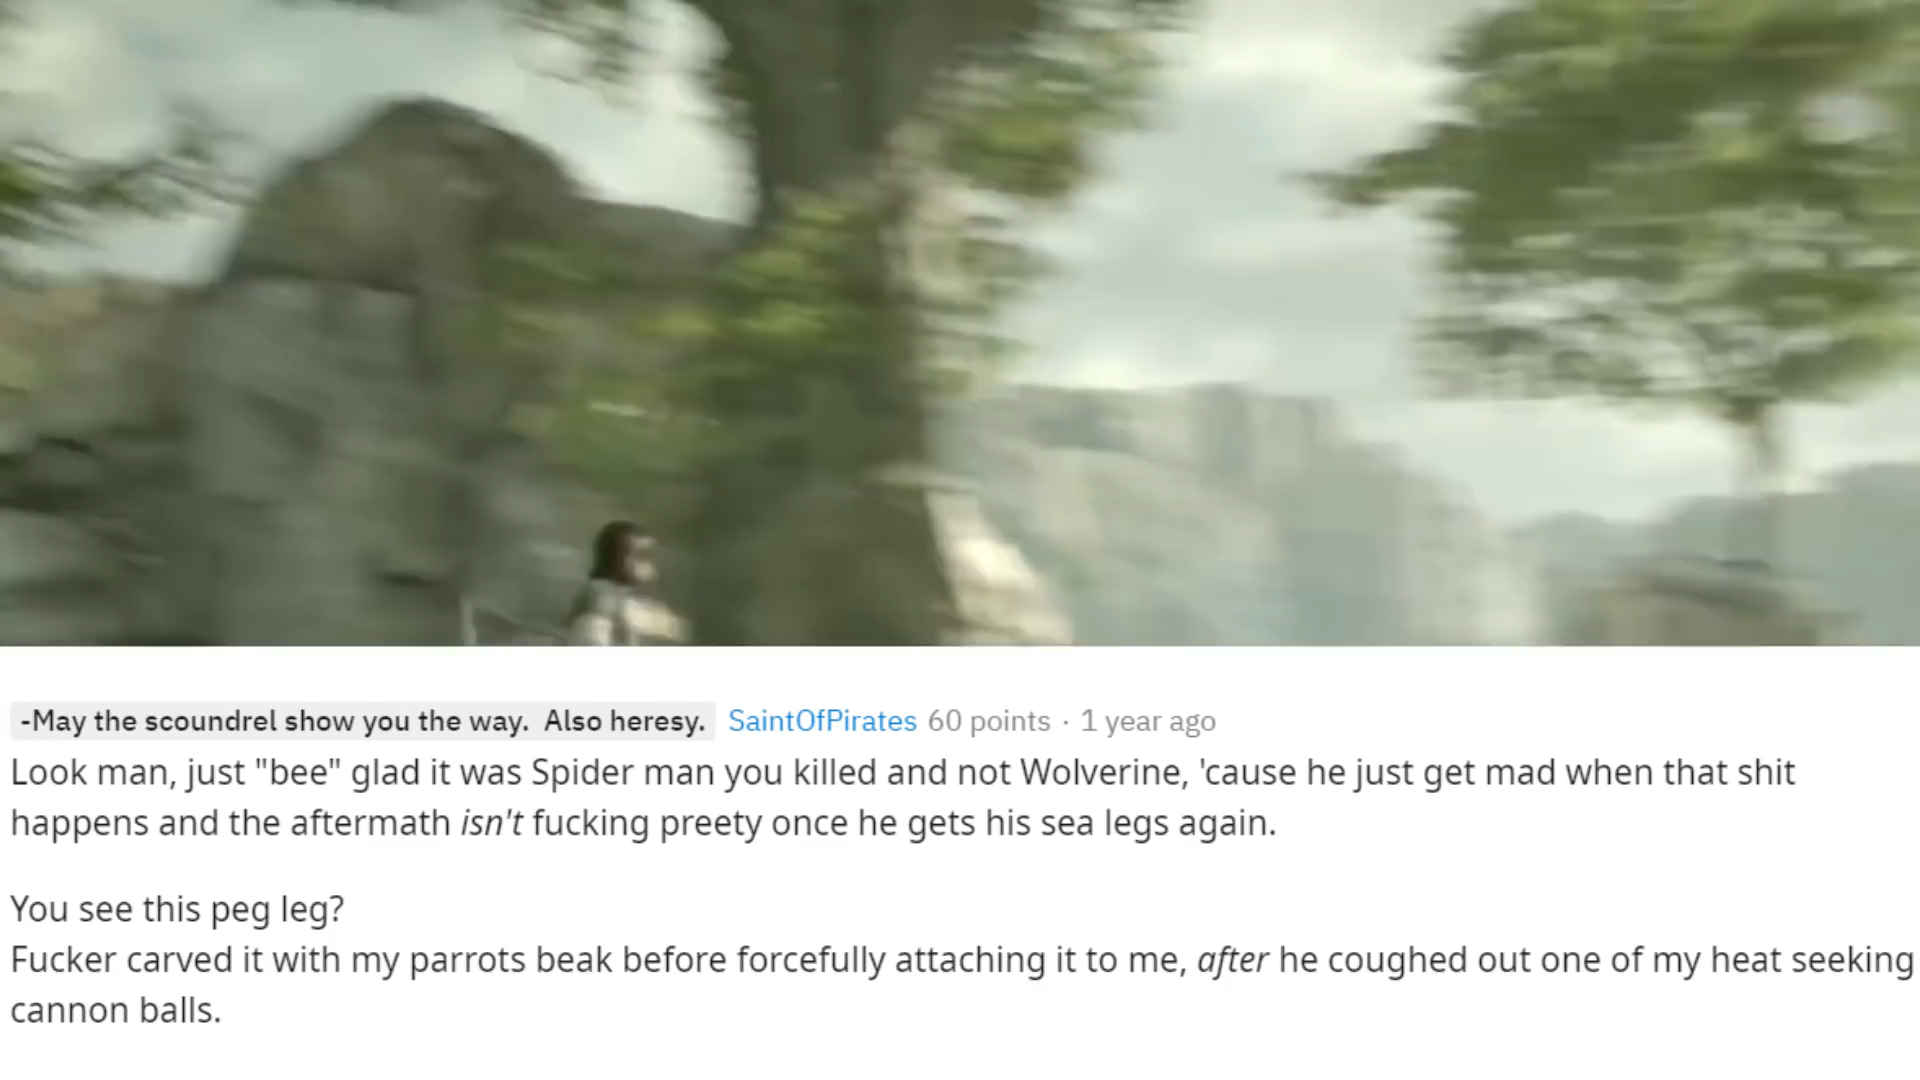 -May the scoundrel show you the way. Also heresy. SaintOfPirates 60 points · 1 year ago
Look man, just "bee" glad it was Spider man you killed and not Wolverine, 'cause he just get mad when that shit
happens and the aftermath isn't fucking preety once he gets his sea legs again.
You see this peg leg?
Fucker carved it with my parrots beak before forcefully attaching it to me, after he coughed out one of my heat seeking
cannon balls.